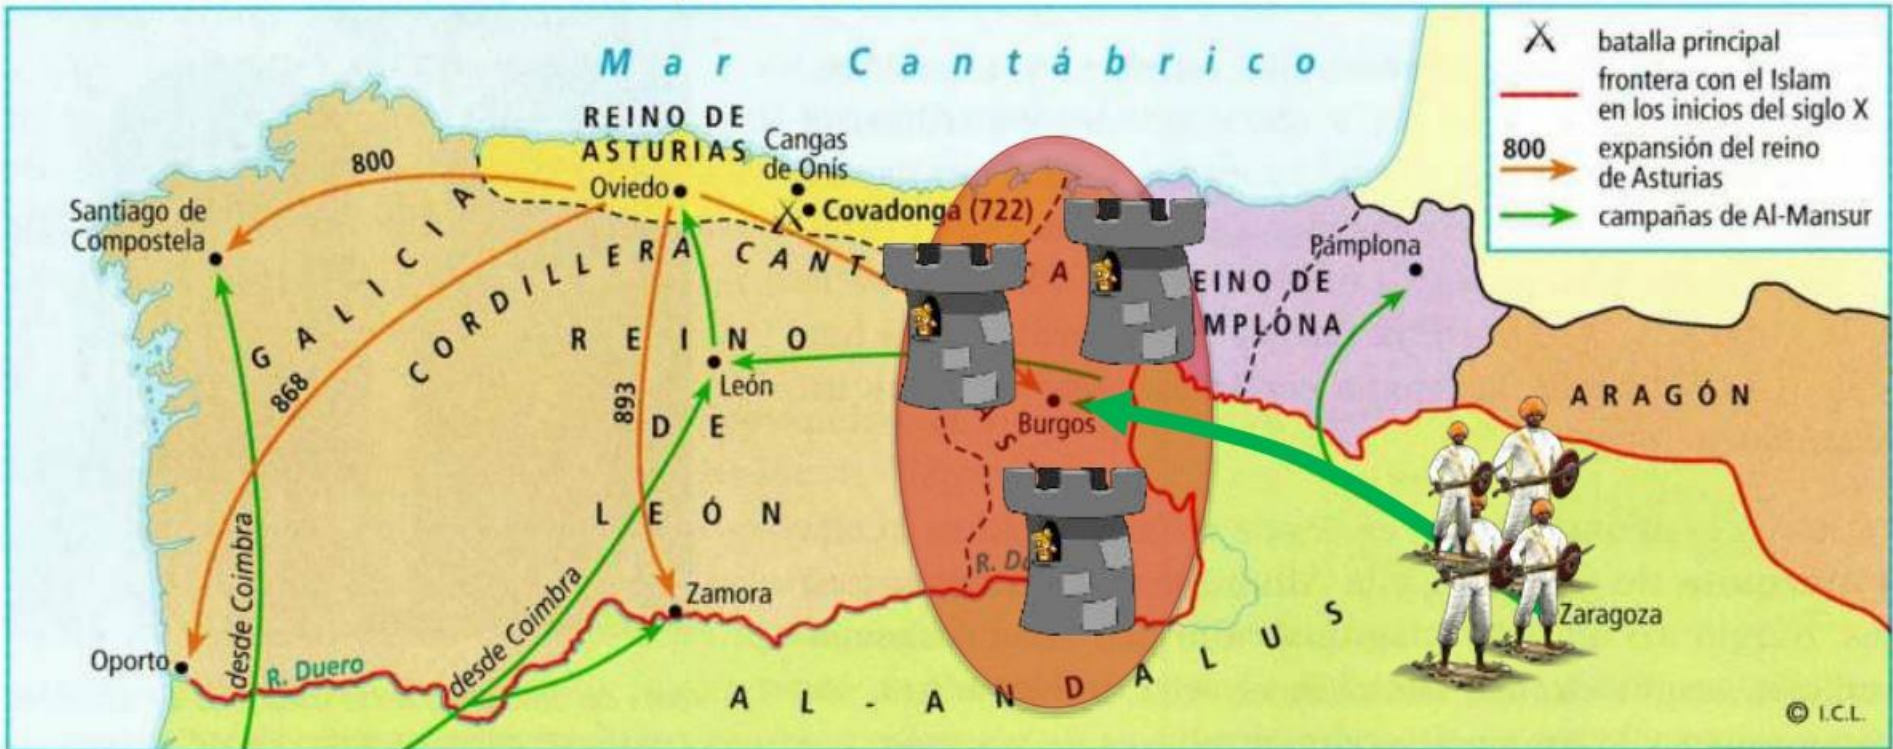 Mar Cantábrico
batalla principal
frontera con el Islam
en los inicios del siglo X
800 expansión del reino
de Asturias
campañas de Al-Mansur
REINO DE
ASTURIAS
Cangas
de Onís
800
Oviedo
Covadonga (722)
Santiago de
Compostela
Pamplona
GALICIA
CORDILLERA CANT
CA
EINO DE
MPLONA
REINO
DE
LEÓN
León
868
893
Burgos
AS
ARAGÓN
desde Coimbra
desde Coimbra
R. D
Zamora
Zaragoza
Oporto
R. Duero
AL-ANDALUS
© I.C.L.